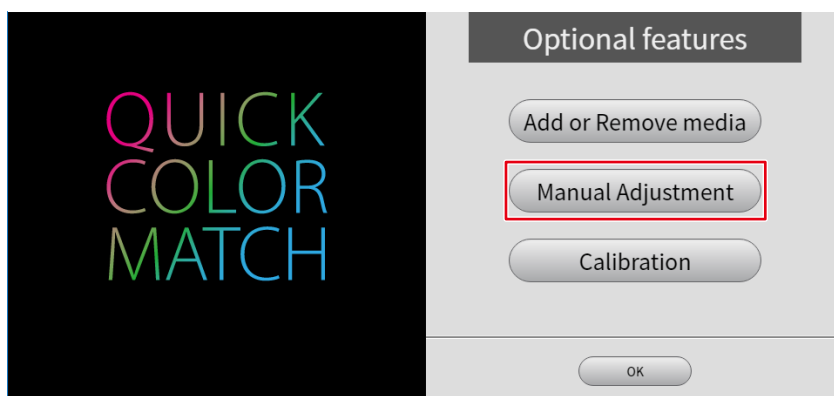 QUICK
COLOR
MATCH
Optional features
Add or Remove media
Manual Adjustment
Calibration
OK